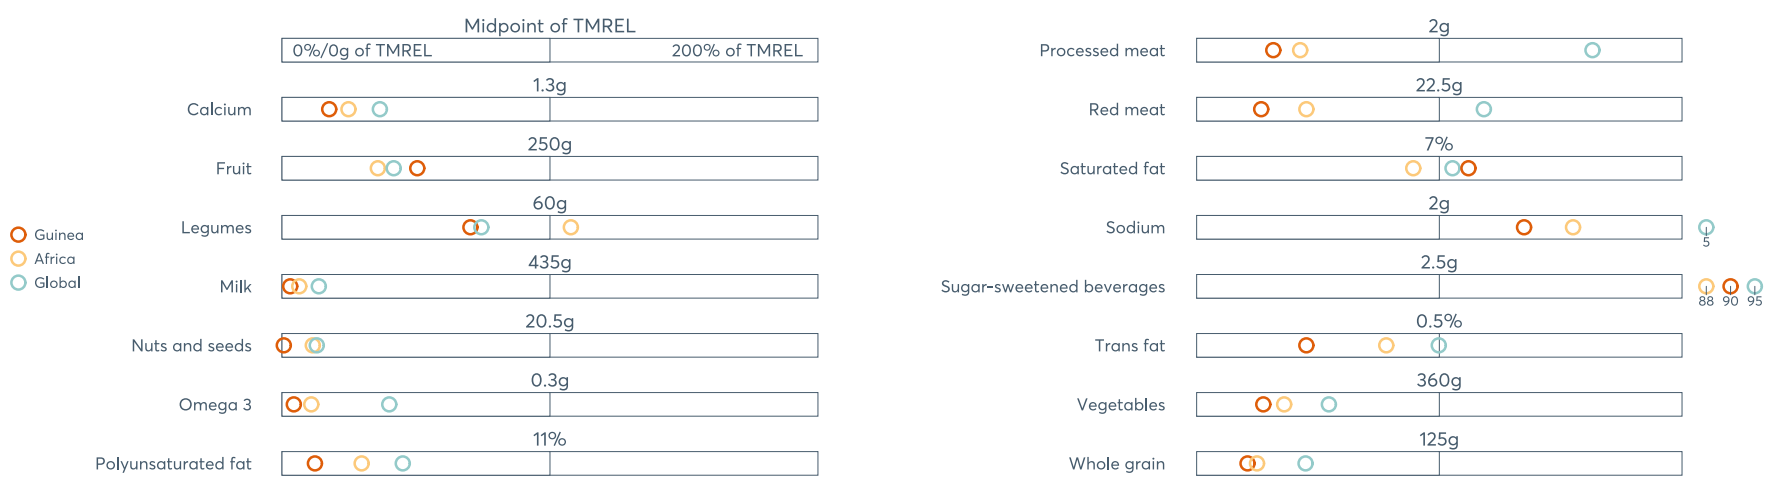 Midpoint of TMREL
0%/0g of TMREL
200% of TMREL
1.3g
Calcium
250g
Fruit
60g
Legumes
435g
Milk
20.5g
Nuts and seeds
0.3g
Omega 3
11%
Polyunsaturated fat
Guinea
Africa
Global
2g
Processed meat
22.5g
Red meat
7%
Saturated fat
2g
Sodium
5
2.5g
Sugar-sweetened beverages
88 90 95
0.5%
Trans fat
360g
Vegetables
125g
Whole grain